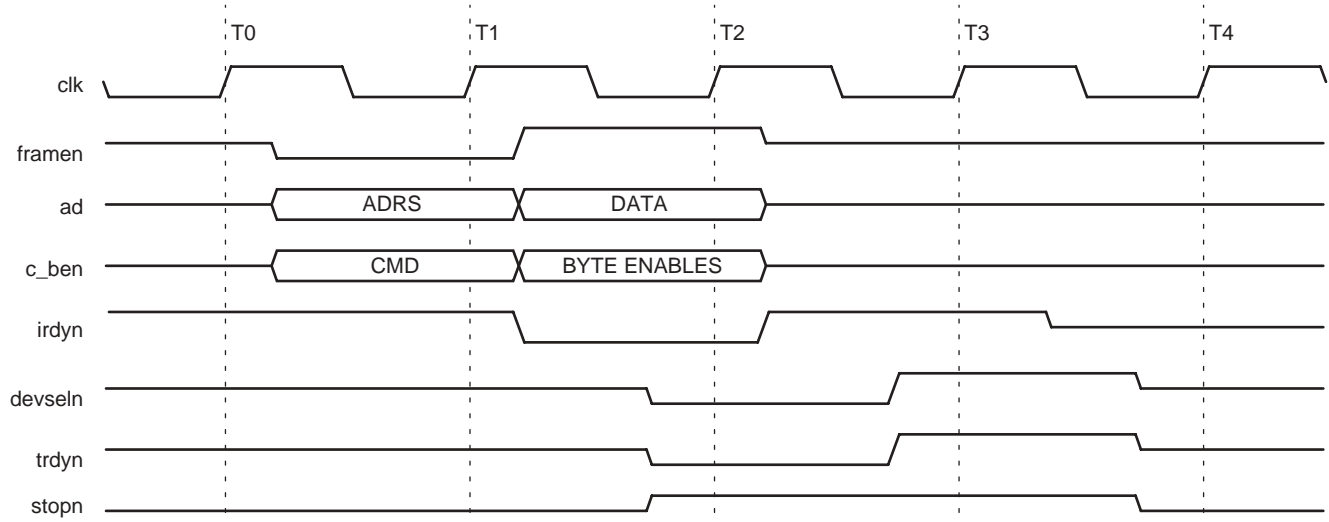 T0 T1 T2 T3 T4
clk
framen
ad ADRS DATA
c_ben CMD BYTE ENABLES
irdyn
devseln
trdyn
stopn